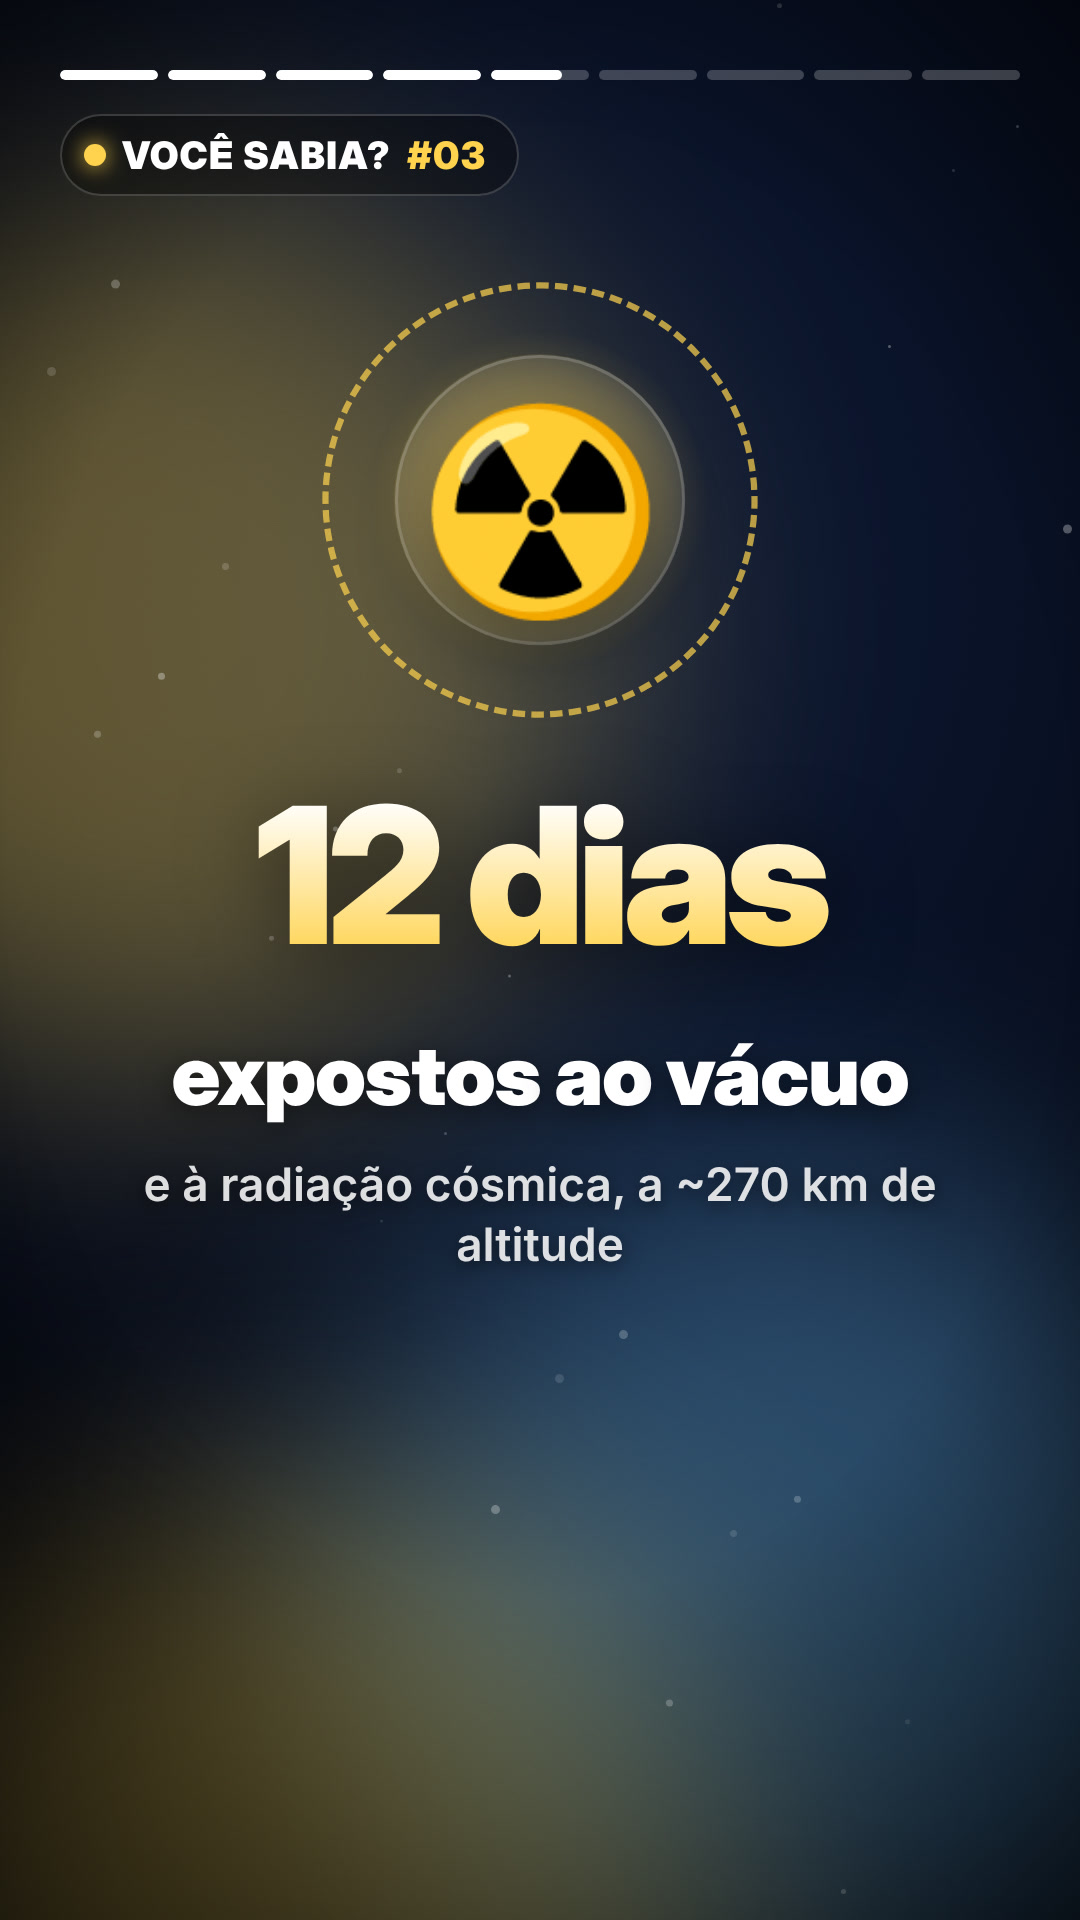 VOCÊ SABIA? #03
12 dias
expostos ao vácuo
e à radiação cósmica, a ~270 km de
altitude